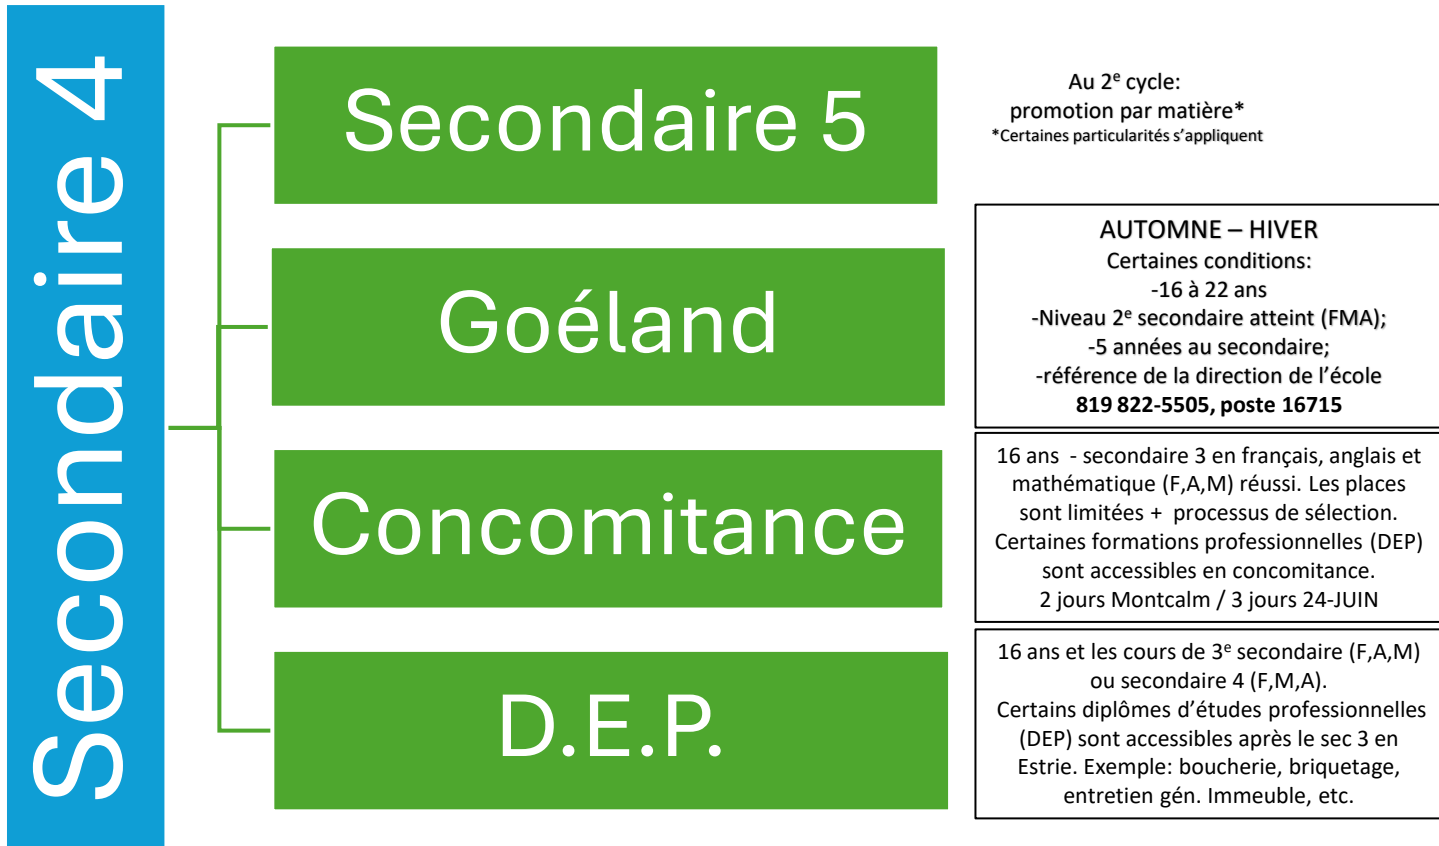 Secondaire 4
Secondaire 5
Au 2e cycle:
promotion par matière*
*Certaines particularités s’appliquent
Goéland
AUTOMNE – HIVER
Certaines conditions:
-16 à 22 ans
-Niveau 2e secondaire atteint (FMA);
-5 années au secondaire;
-référence de la direction de l’école
819 822-5505, poste 16715
Concomitance
16 ans - secondaire 3 en français, anglais et
mathématique (F,A,M) réussi. Les places
sont limitées + processus de sélection.
Certaines formations professionnelles (DEP)
sont accessibles en concomitance.
2 jours Montcalm / 3 jours 24-JUIN
D.E.P.
16 ans et les cours de 3e secondaire (F,A,M)
ou secondaire 4 (F,M,A).
Certains diplômes d’études professionnelles
(DEP) sont accessibles après le sec 3 en
Estrie. Exemple: boucherie, briquetage,
entretien gén. Immeuble, etc.